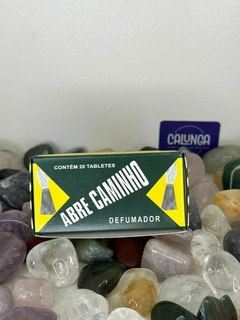 CALUNGA
CONTÉM 20 TABLETES
ABRE CAMINHO
DEFUMADOR